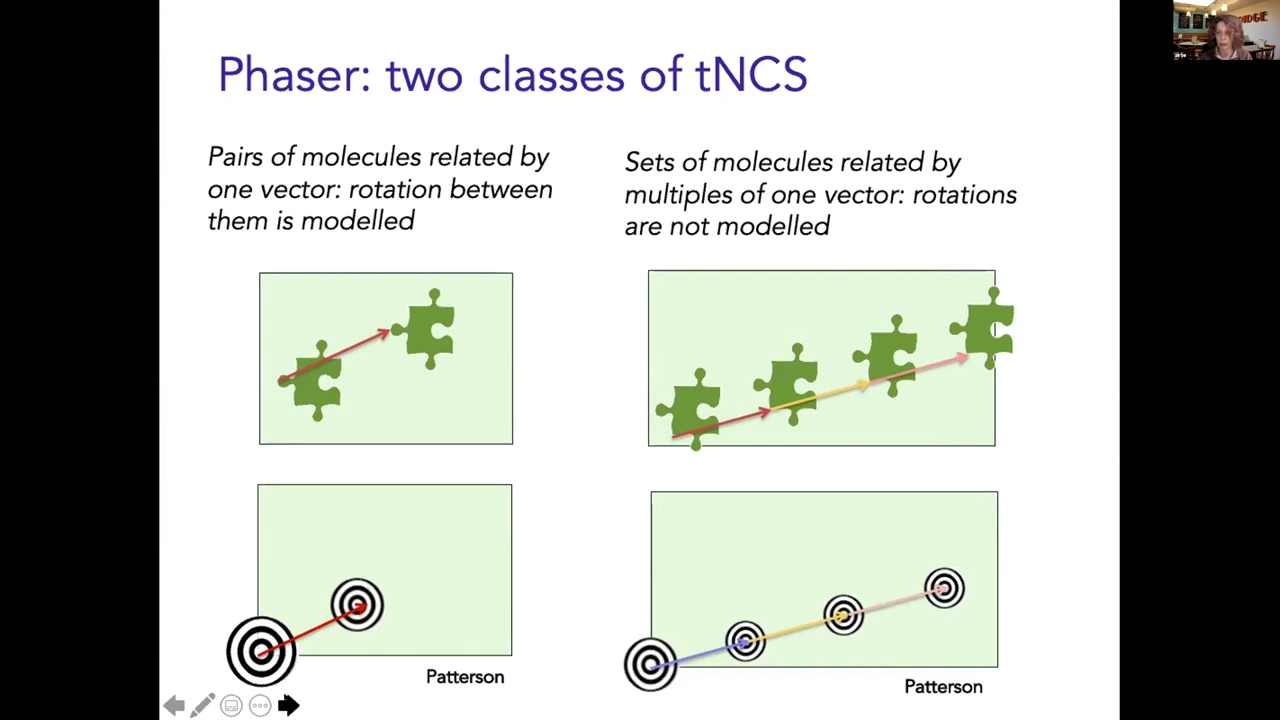 Phaser: two classes of tNCS
Pairs of molecules related by
one vector: rotation between
them is modelled
Sets of molecules related by
multiples of one vector: rotations
are not modelled
Patterson
Patterson